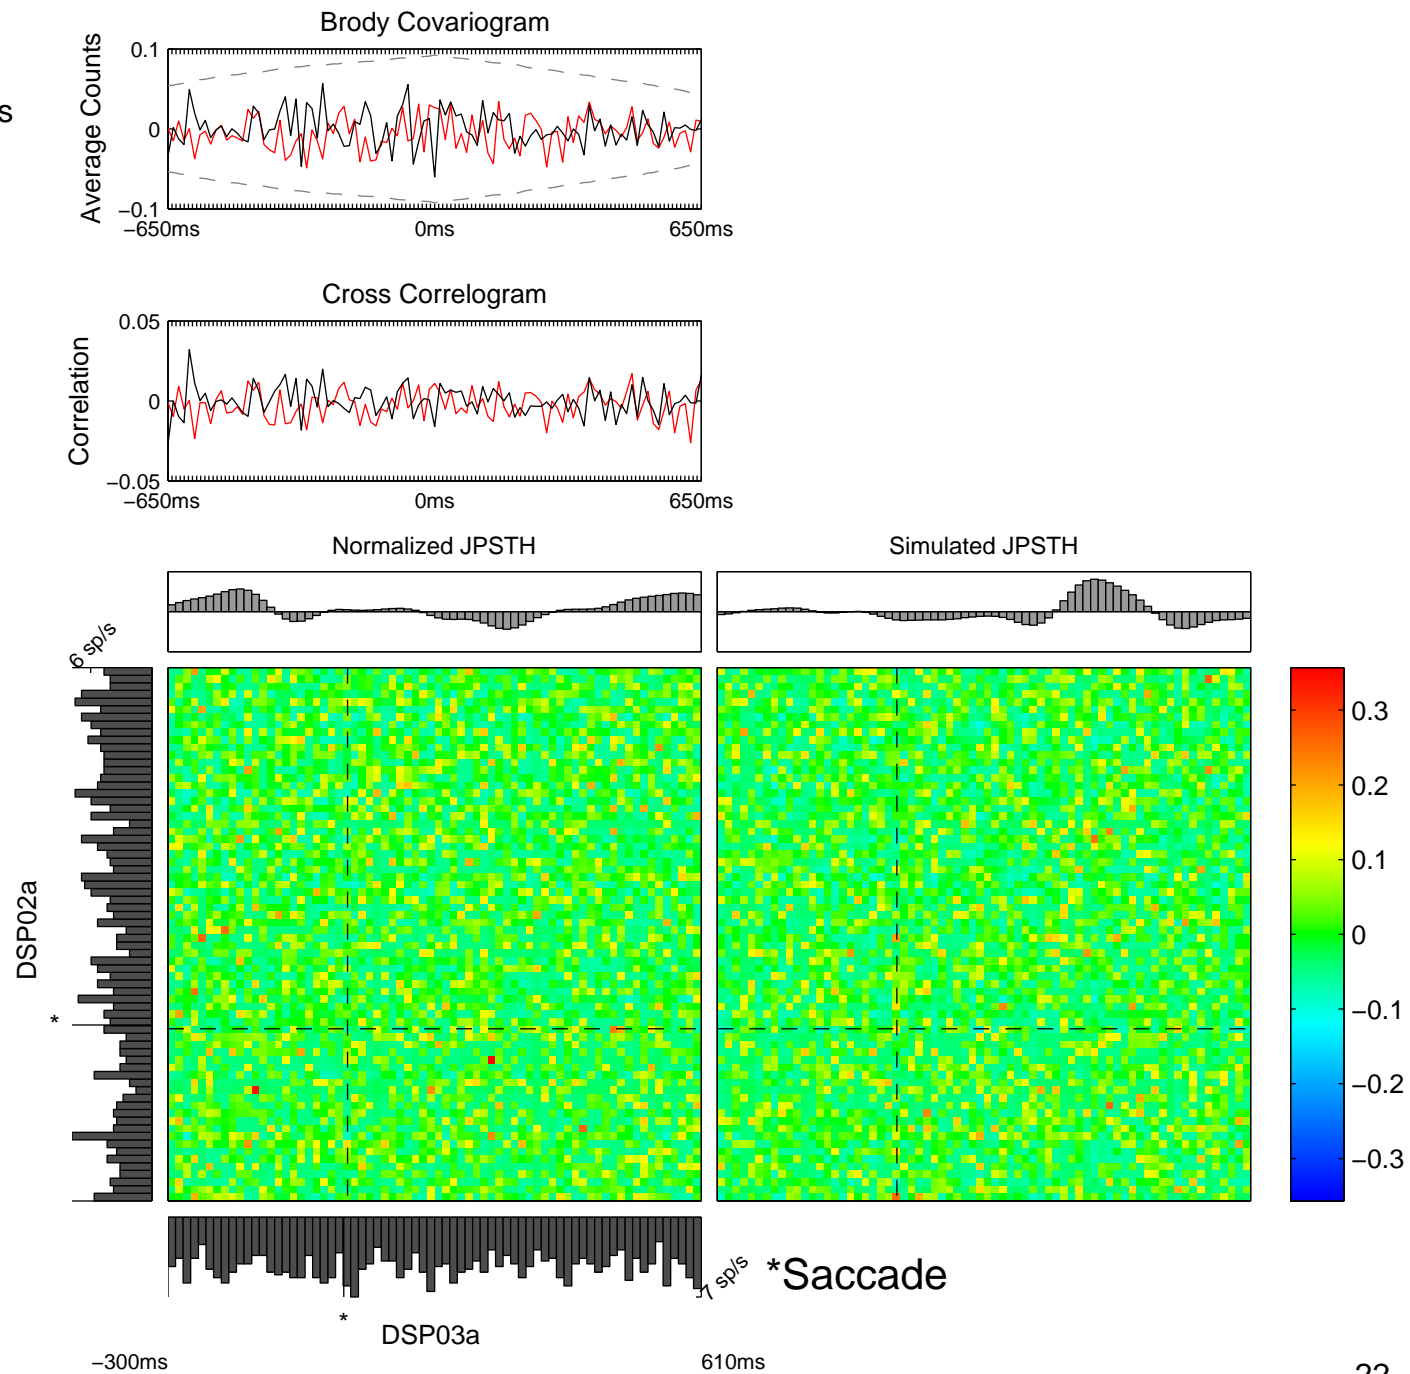 Brody Covariogram
s
Average Counts
0.1
0
−0.1
−650ms
0ms
650ms
Cross Correlogram
Correlation
0.05
0
−0.05
−650ms
0ms
650ms
Normalized JPSTH
Simulated JPSTH
6 sp/s
DSP02a
*
0.3
0.2
0.1
0
−0.1
−0.2
−0.3
7 sp/s
*Saccade
*
DSP03a
−300ms
610ms